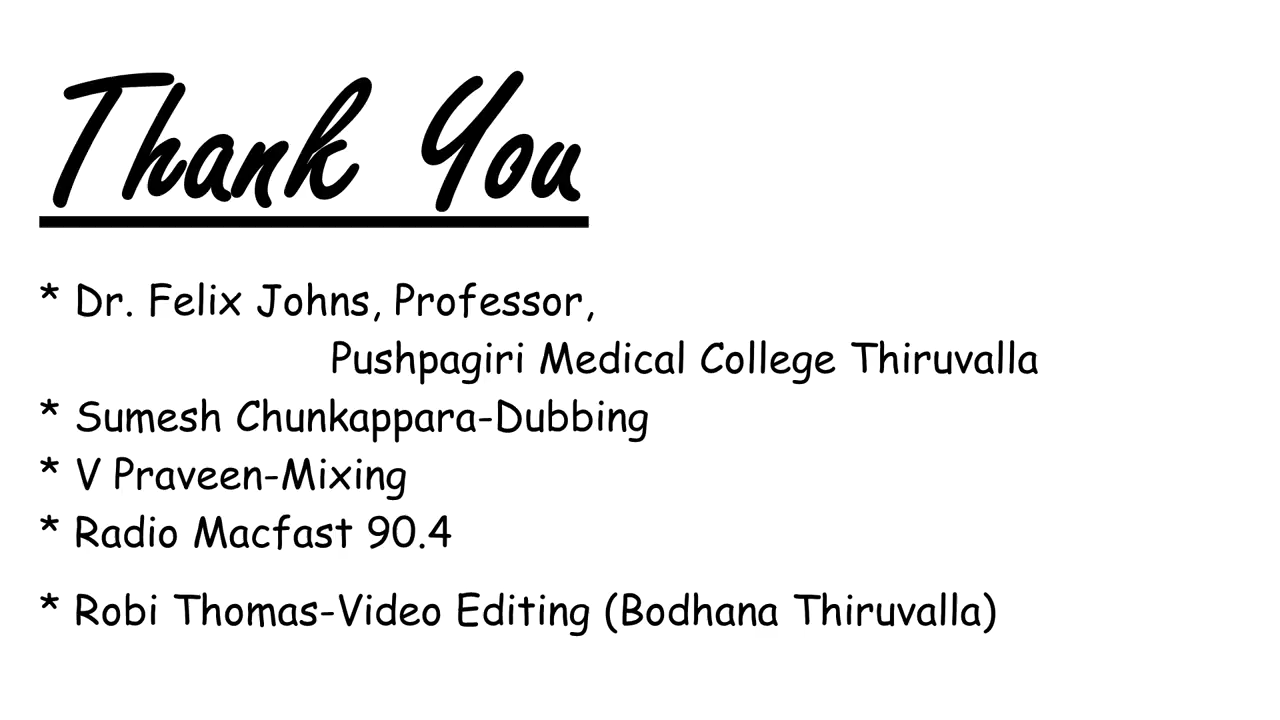 Thank You
* Dr. Felix Johns, Professor,
Pushpagiri Medical College Thiruvalla
* Sumesh Chunkappara-Dubbing
* V Praveen-Mixing
* Radio Macfast 90.4
* Robi Thomas-Video Editing (Bodhana Thiruvalla)